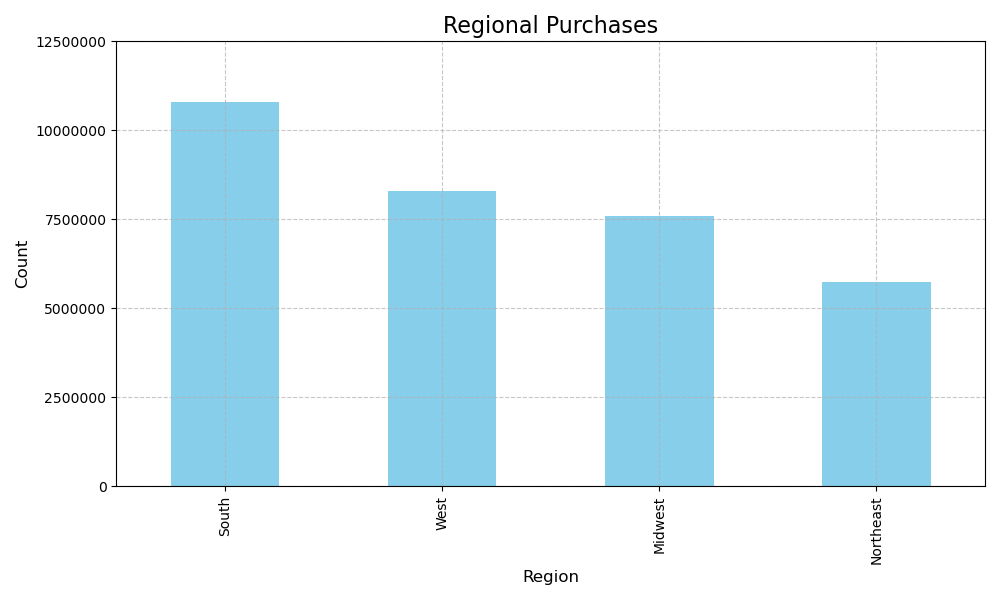 Regional Purchases
12500000
10000000
7500000
5000000
2500000
0
Count
South
West
Midwest
Northeast
Region